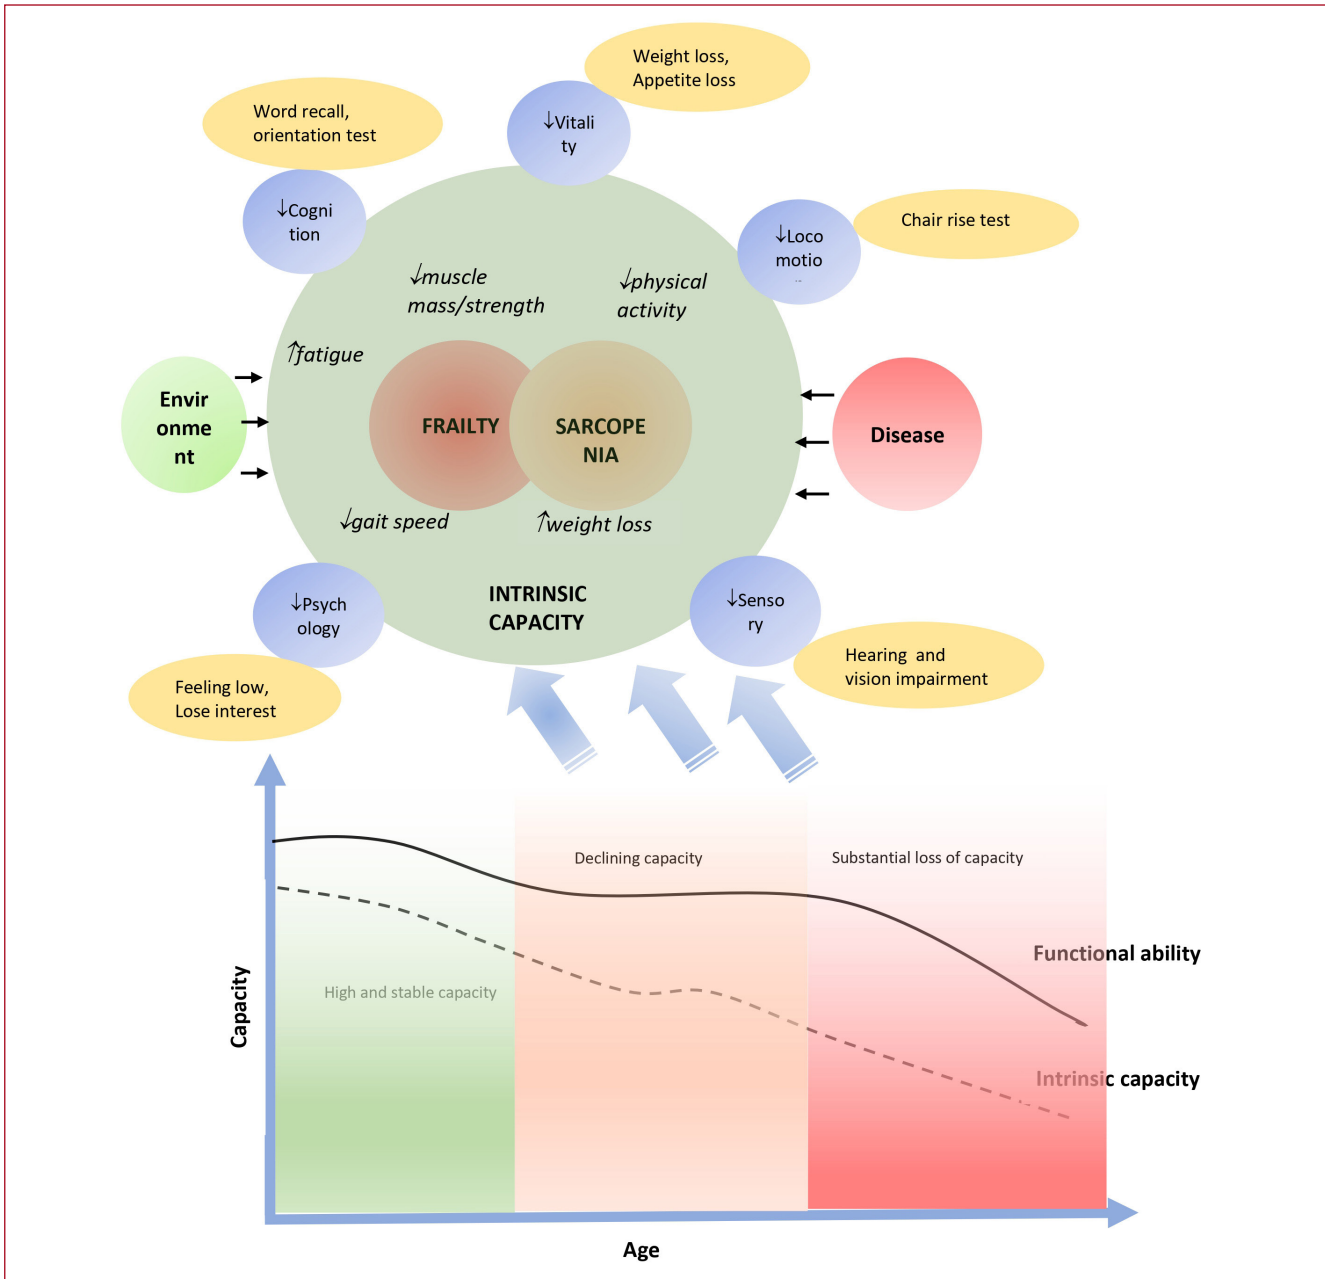 Weight loss,
Appetite loss
Word recall,
orientation test
↓Vitali
ty
↓Cogni
tion
Chair rise test
↓Loco
motio
↓muscle
mass/strength
↓physical
activity
↑fatigue
Envir
onme
nt
FRAILTY
SARCOPE
NIA
Disease
↓gait speed
↑weight loss
INTRINSIC
CAPACITY
↓Psych
ology
↓Senso
ry
Feeling low,
Lose interest
Hearing and
vision impairment
Declining capacity
Substantial loss of capacity
High and stable capacity
Functional ability
Intrinsic capacity
Capacity
Age